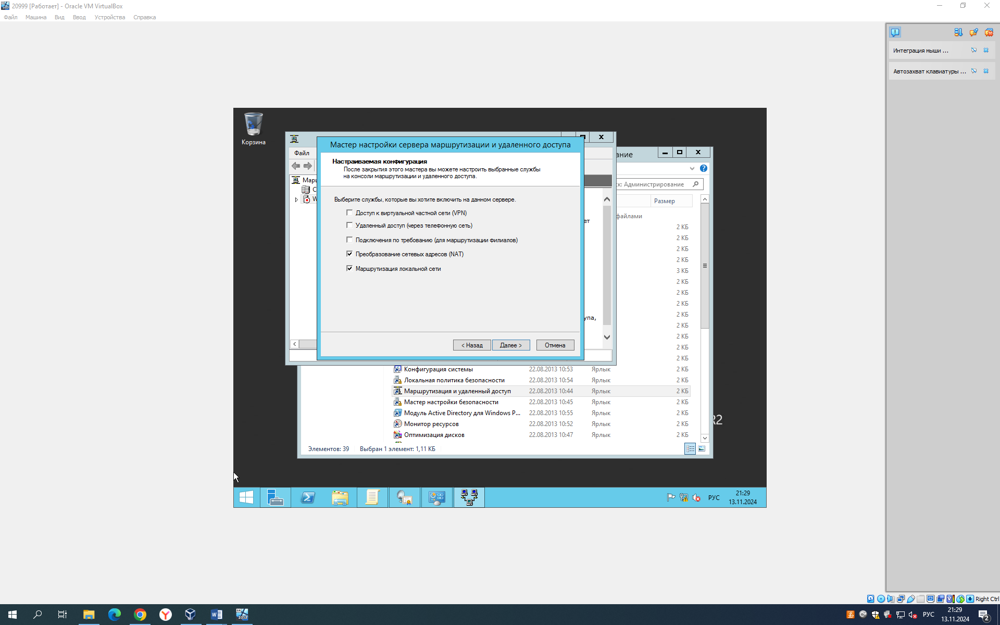 20999 [Работает] - Oracle VM VirtualBox
Файл Машина Вид Ввод Устройства Справка
Интеграция мыши ...
Автозахват клавиатуры ...
Корзина
Мастер настройки сервера маршрутизации и удаленного доступа
Файл
Настраиваемая конфигурация
После закрытия этого мастера вы можете настроить выбранные службы
на консоли маршрутизации и удаленного доступа.
Выберите службы, которые вы хотите включить на данном сервере.
Доступ к виртуальной частной сети (VPN)
Удаленный доступ (через телефонную сеть)
Подключения по требованию (для маршрутизации филиалов)
Преобразование сетевых адресов (NAT)
Маршрутизация локальной сети
< Назад Далее > Отмена
ание
к: Администрирование
Размер
файлами
ет
упа,
2 КБ
2 КБ
2 КБ
2 КБ
3 КБ
2 КБ
2 КБ
2 КБ
2 КБ
2 КБ
2 КБ
2 КБ
2 КБ
Конфигурация системы 22.08.2013 10:53 Ярлык 2 КБ
Локальная политика безопасности 22.08.2013 10:54 Ярлык 2 КБ
Маршрутизация и удаленный доступ 22.08.2013 10:44 Ярлык 2 КБ
Мастер настройки безопасности 22.08.2013 10:45 Ярлык 2 КБ
Модуль Active Directory для Windows P... 22.08.2013 10:55 Ярлык 2 КБ
Монитор ресурсов 22.08.2013 10:52 Ярлык 2 КБ
Оптимизация дисков 22.08.2013 10:47 Ярлык 2 КБ
Элементов: 39 Выбран 1 элемент: 1,11 КБ
R2
РУС
21:29
13.11.2024
Right Ctrl
РУС
21:29
13.11.2024
2